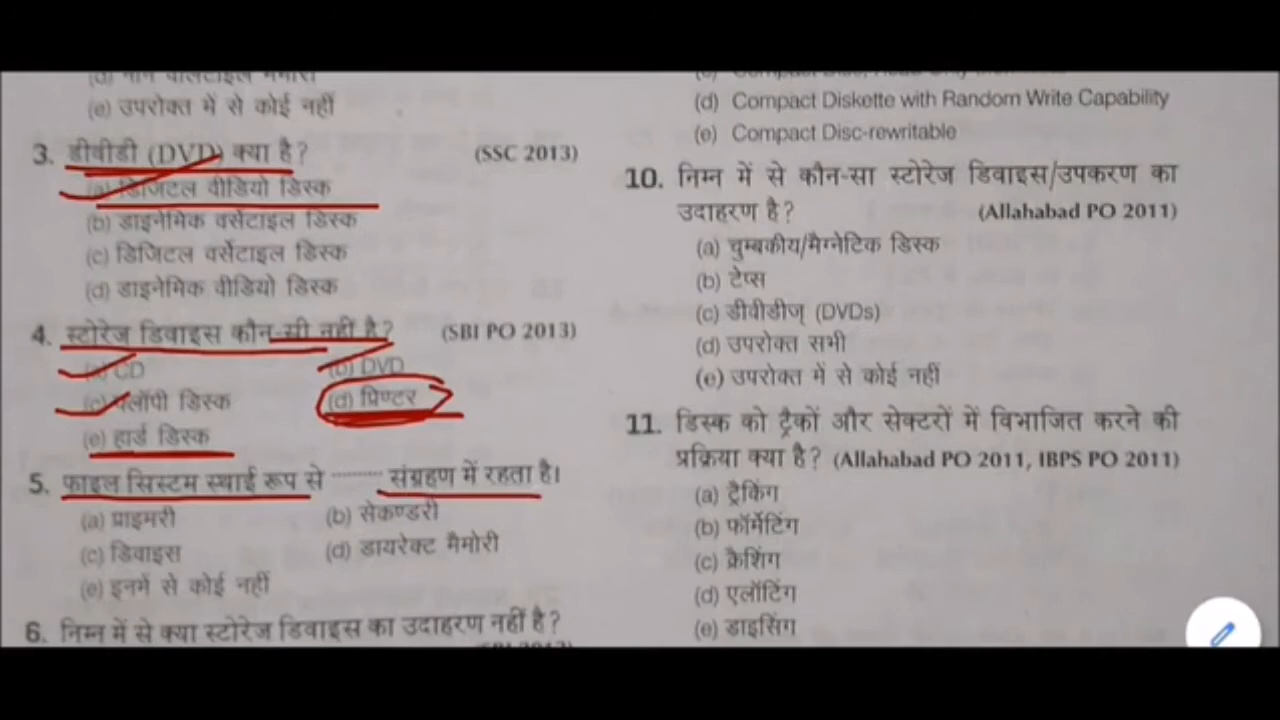 (e) उपरोक्त में से कोई नहीं
3. डीवीडी (DVD) क्या है? (SSC 2013)
(a) डिजिटल वीडियो डिस्क
(b) डाइनेमिक वर्सेटाइल डिस्क
(c) डिजिटल वर्सेटाइल डिस्क
(d) डाइनेमिक वीडियो डिस्क
4. स्टोरेज डिवाइस कौन-सी नहीं है? (SBI PO 2013)
(a) CD (b) DVD
(c) फ्लॉपी डिस्क (d) प्रिण्टर
(e) हार्ड डिस्क
5. फाइल सिस्टम स्थाई रूप से ......... संग्रहण में रहता है।
(a) प्राइमरी (b) सेकण्डरी
(c) डिवाइस (d) डायरेक्ट मैमोरी
(e) इनमें से कोई नहीं
6. निम्न में से क्या स्टोरेज डिवाइस का उदाहरण नहीं है?
(d) Compact Diskette with Random Write Capability
(e) Compact Disc-rewritable
10. निम्न में से कौन-सा स्टोरेज डिवाइस/उपकरण का
उदाहरण है? (Allahabad PO 2011)
(a) चुम्बकीय/मैग्नेटिक डिस्क
(b) टेप्स
(c) डीवीडीज् (DVDs)
(d) उपरोक्त सभी
(e) उपरोक्त में से कोई नहीं
11. डिस्क को ट्रैकों और सेक्टरों में विभाजित करने की
प्रक्रिया क्या है? (Allahabad PO 2011, IBPS PO 2011)
(a) ट्रैकिंग
(b) फॉर्मेटिंग
(c) क्रैशिंग
(d) एलॉटिंग
(e) डाइसिंग